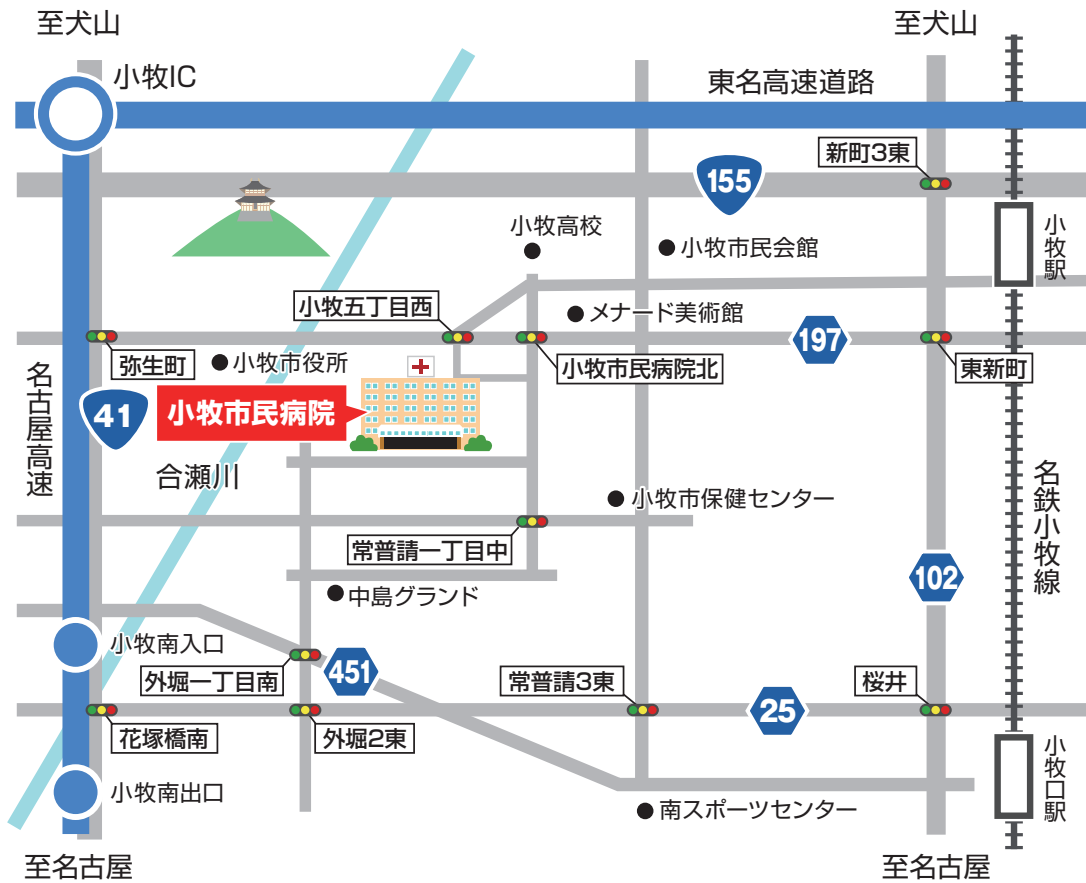 至犬山
至犬山
小牧IC
東名高速道路
新町3東
155
小牧高校
小牧市民会館
小牧駅
小牧五丁目西
メナード美術館
197
弥生町
小牧市役所
小牧市民病院北
東新町
名古屋高速
41
小牧市民病院
合瀬川
小牧市保健センター
名鉄小牧線
常普請一丁目中
102
中島グランド
小牧南入口
外堀一丁目南
451
常普請3東
桜井
25
花塚橋南
外堀2東
小牧口駅
小牧南出口
南スポーツセンター
至名古屋
至名古屋